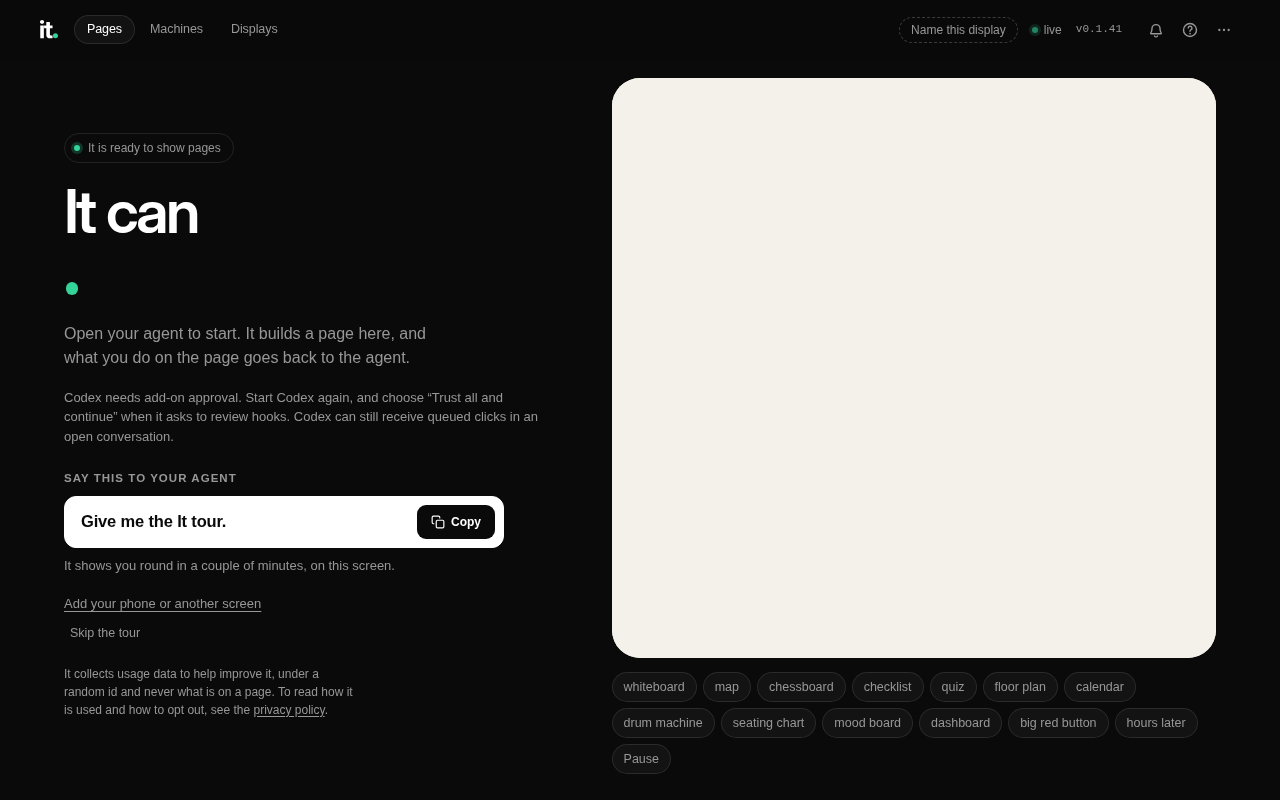 it.
Pages
Machines
Displays
Name this display
live
v0.1.41
It is ready to show pages
It can
Open your agent to start. It builds a page here, and
what you do on the page goes back to the agent.
Codex needs add-on approval. Start Codex again, and choose “Trust all and
continue” when it asks to review hooks. Codex can still receive queued clicks in an
open conversation.
SAY THIS TO YOUR AGENT
Give me the It tour.
Copy
It shows you round in a couple of minutes, on this screen.
Add your phone or another screen
Skip the tour
It collects usage data to help improve it, under a
random id and never what is on a page. To read how it
is used and how to opt out, see the privacy policy.
whiteboard
map
chessboard
checklist
quiz
floor plan
calendar
drum machine
seating chart
mood board
dashboard
big red button
hours later
Pause